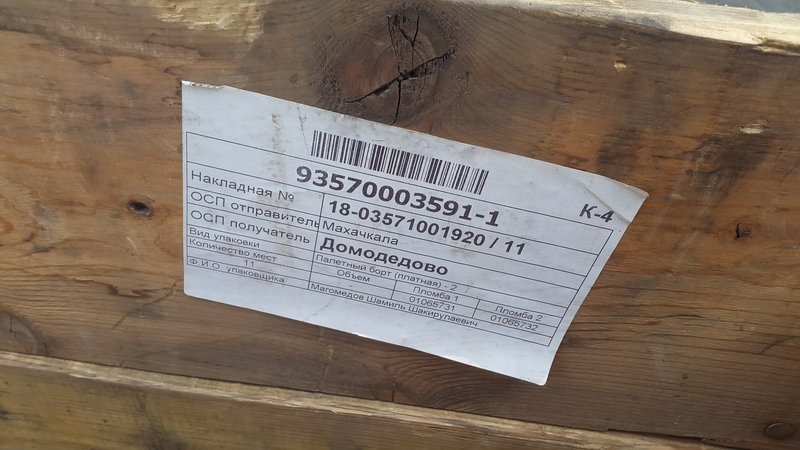 93570003591-1
К-4
Накладная № 18-03571001920 / 11
ОСП отправитель Махачкала
ОСП получатель Домодедово
Вид упаковки Палетный борт (платная) - 2
Количество мест Объем Пломба 1 Пломба 2
11 01065731 01065732
Ф.И.О. упаковщика Магомедов Шамиль Шакирулаевич